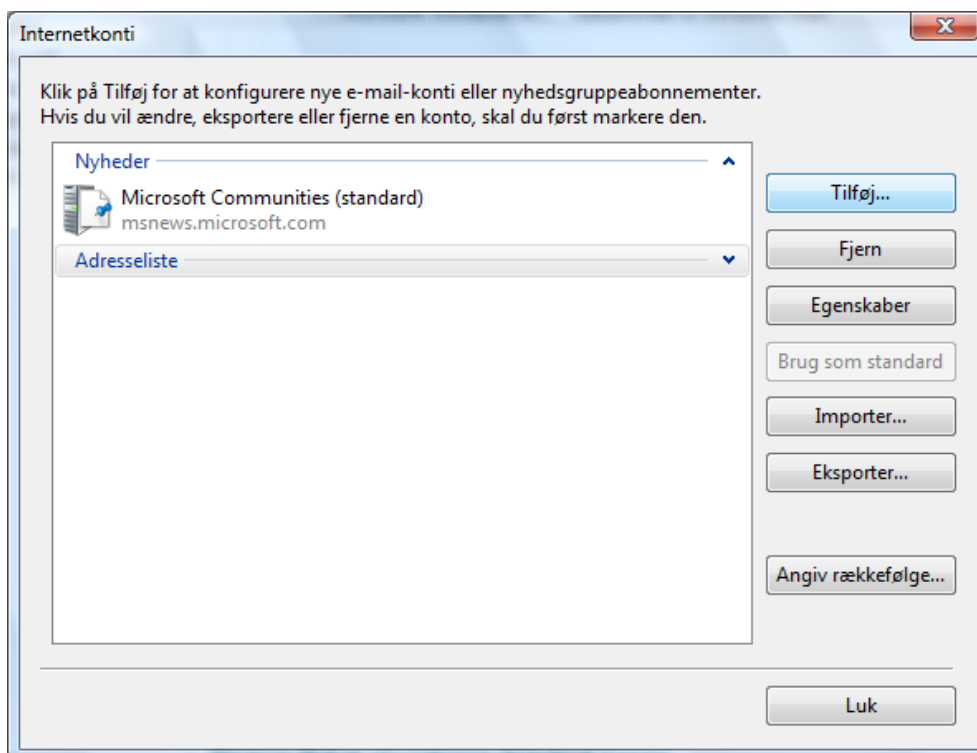 Internetkonti
Klik på Tilføj for at konfigurere nye e-mail-konti eller nyhedsgruppeabonnementer.
Hvis du vil ændre, eksportere eller fjerne en konto, skal du først markere den.
Nyheder
Microsoft Communities (standard)
msnews.microsoft.com
Adresseliste
Tilføj...
Fjern
Egenskaber
Brug som standard
Importer...
Eksporter...
Angiv rækkefølge...
Luk